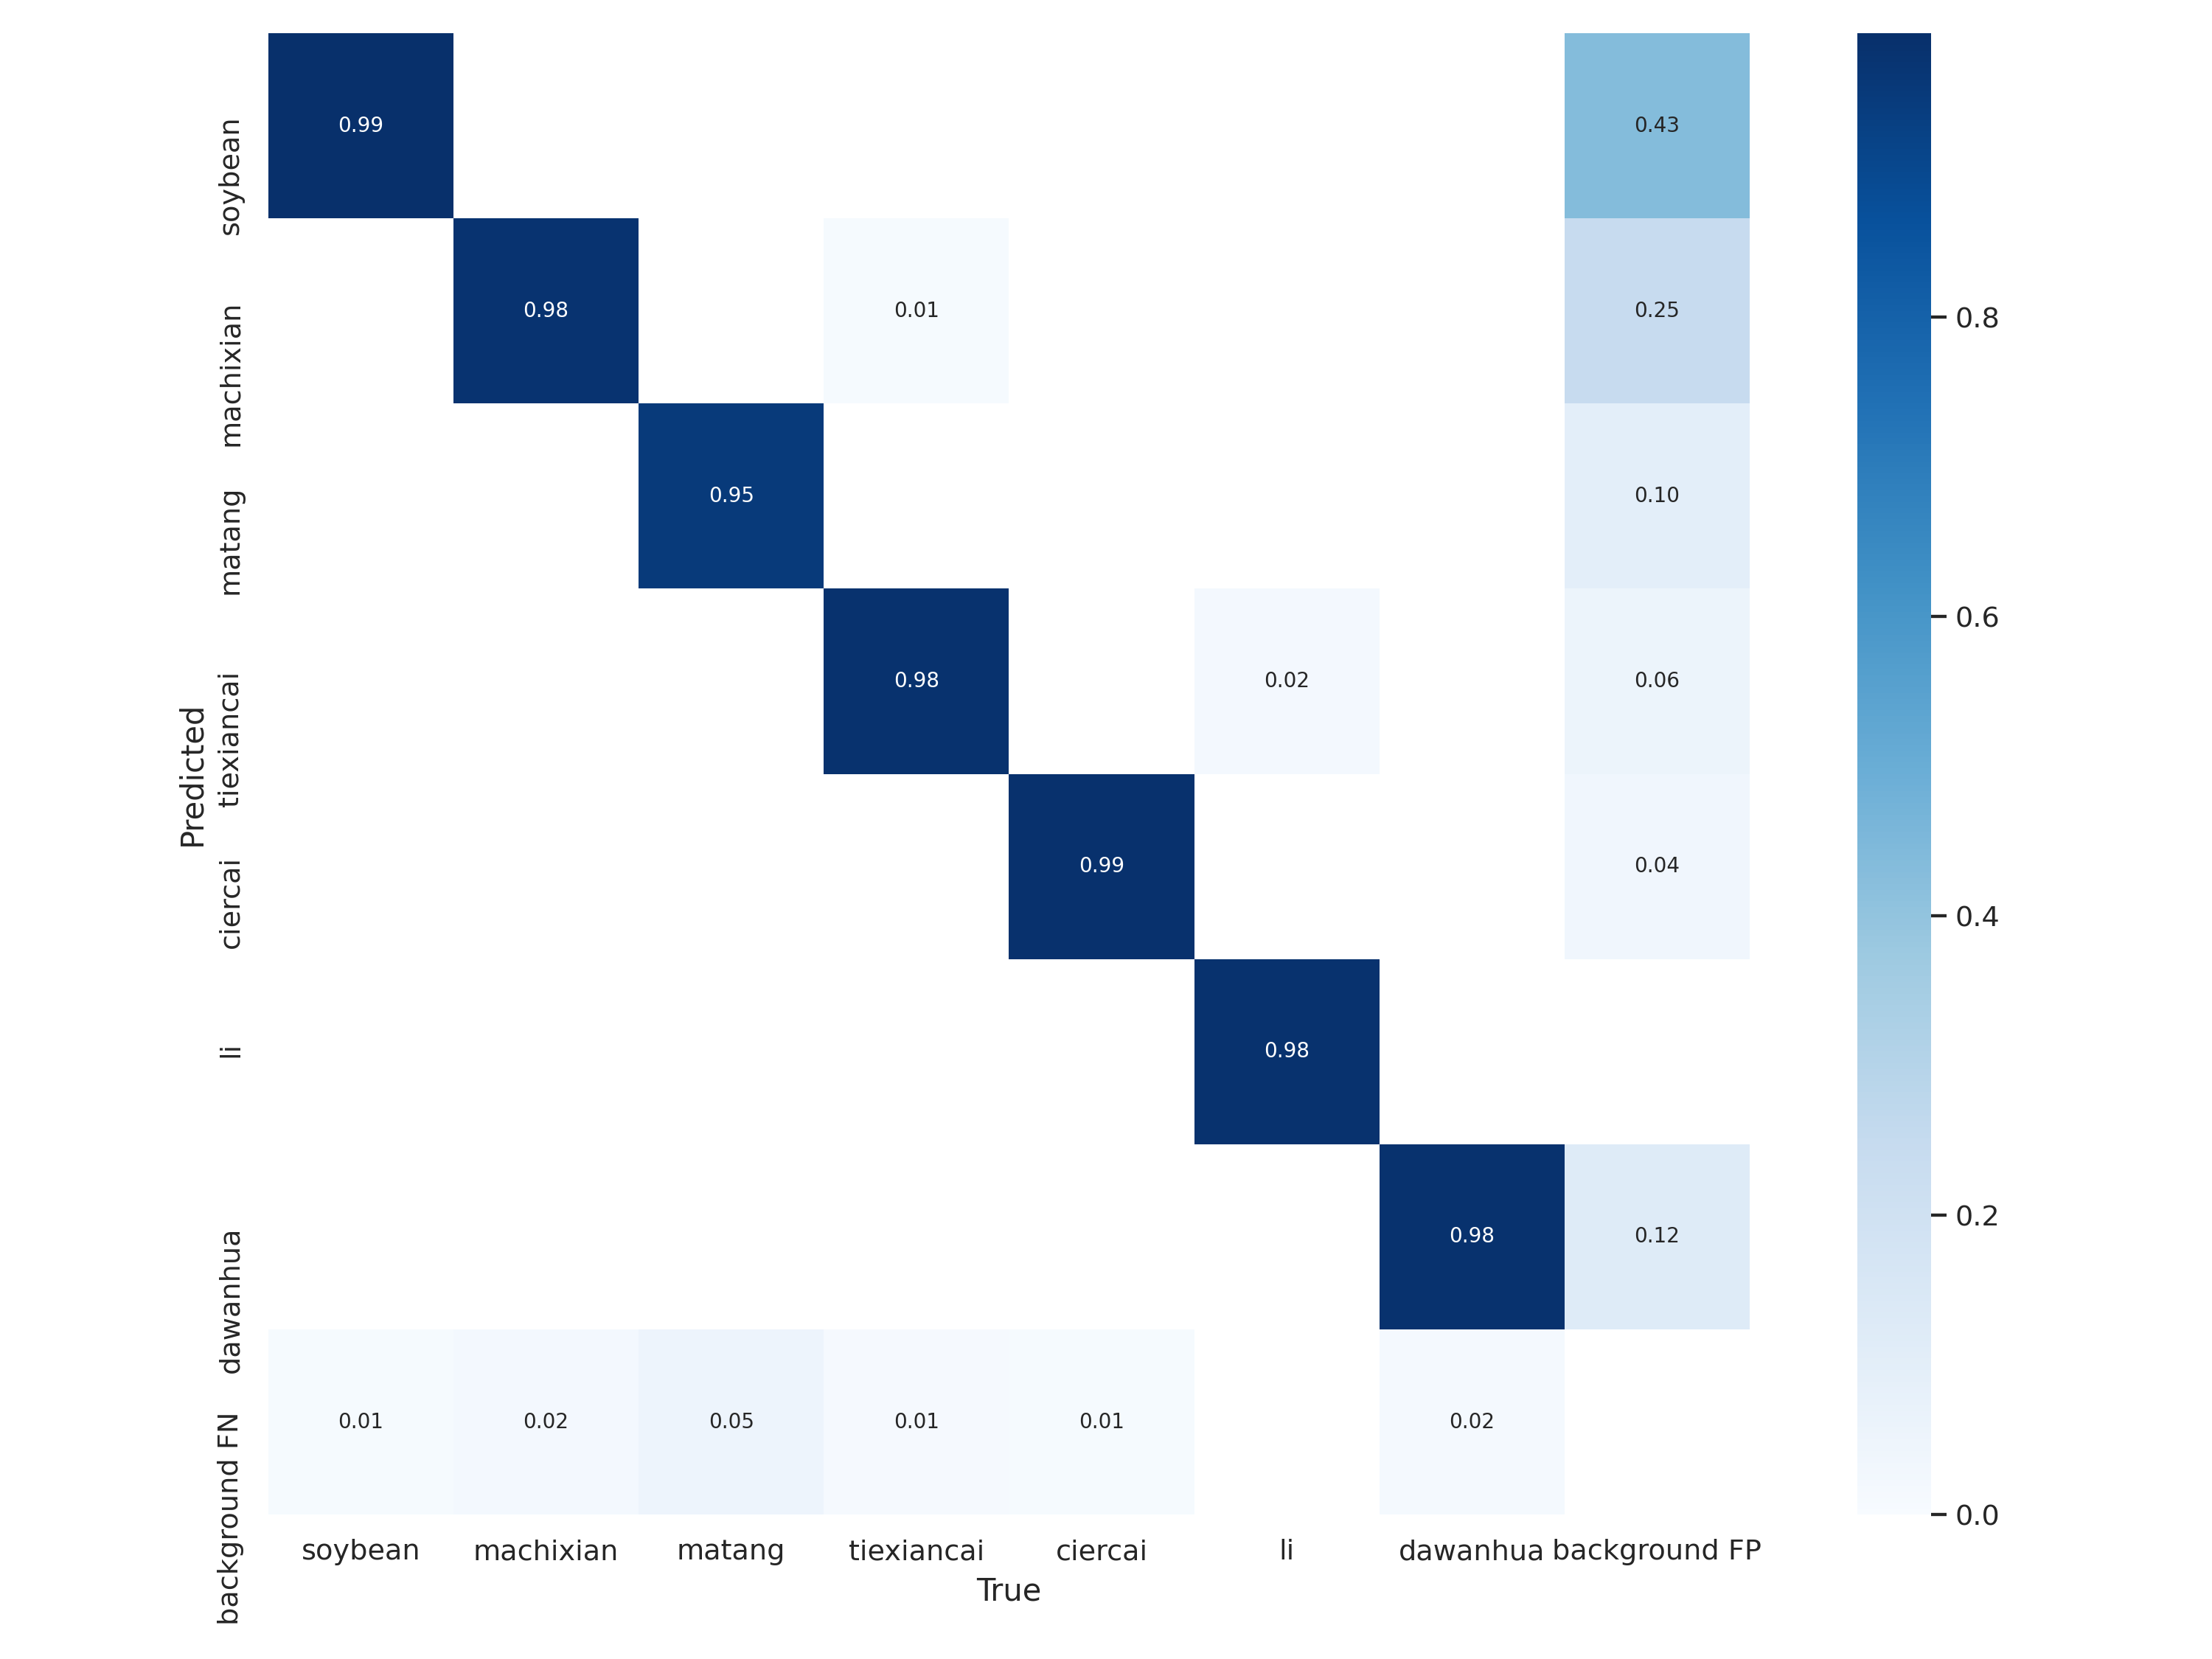 soybean 0.99 0.43
machixian 0.98 0.01 0.25 0.8
matang 0.95 0.10
tiexiancai 0.98 0.02 0.06 0.6
Predicted
ciercai 0.99 0.04 0.4
li 0.98
dawanhua 0.98 0.12 0.2
background FN 0.01 0.02 0.05 0.01 0.01 0.02 0.0
soybean machixian matang tiexiancai ciercai li dawanhua background FP
True